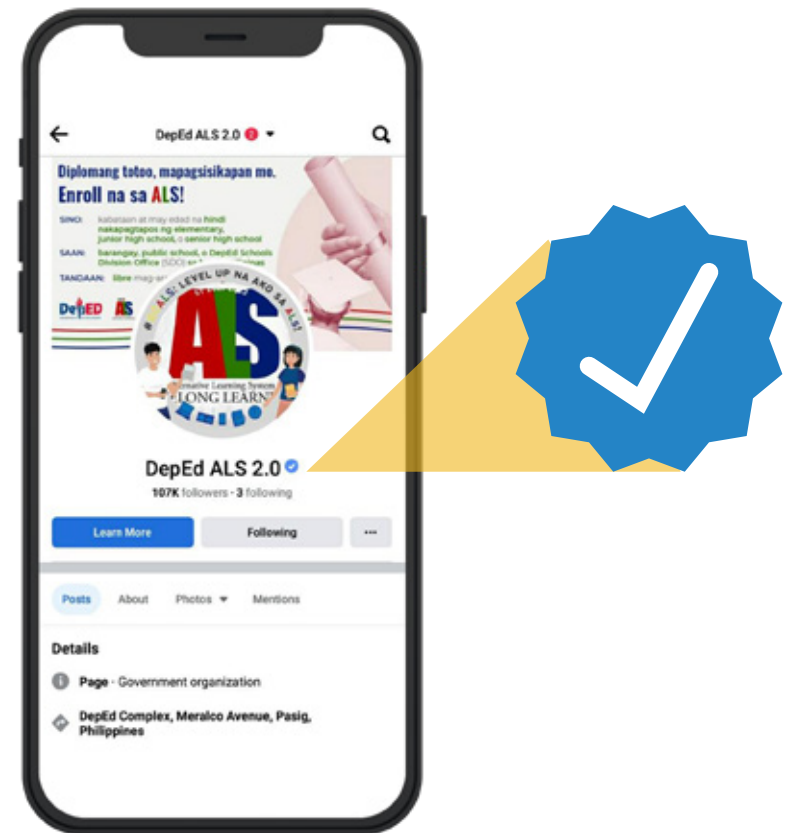 DepEd ALS 2.0 2
Diplomang totoo, mapagsisikapan mo.
Enroll na sa ALS!
SINO: kabataan at may edad na hindi
nakapagtapos ng elementary,
junior high school, o senior high school
SAAN: barangay, public school, o DepEd Schools
Division Office (SDO)
TANDAAN: libre
DepED ALS
ALS: LEVEL UP NA AKO SA ALS!
ALS
Learning System
LONG LEARN
DepEd ALS 2.0
107K followers · 3 following
Learn More
Following
Posts About Photos Mentions
Details
Page · Government organization
DepEd Complex, Meralco Avenue, Pasig,
Philippines